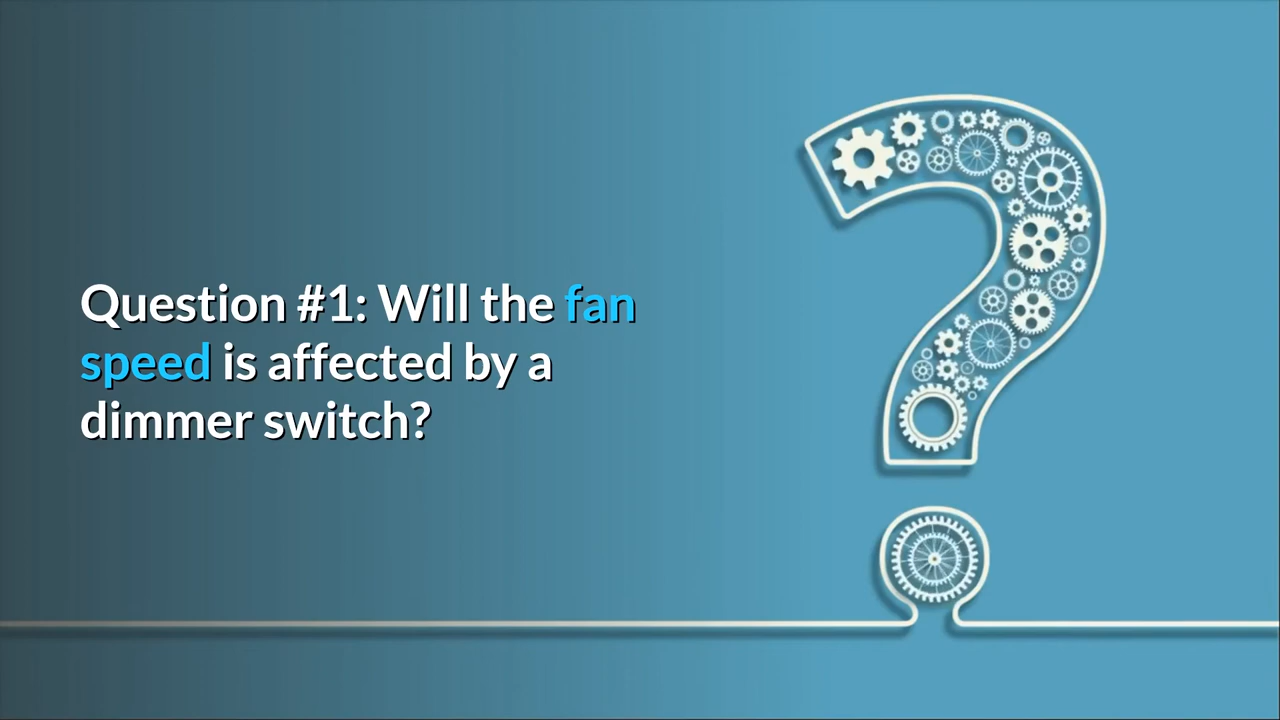 Question #1: Will the fan
speed is affected by a
dimmer switch?